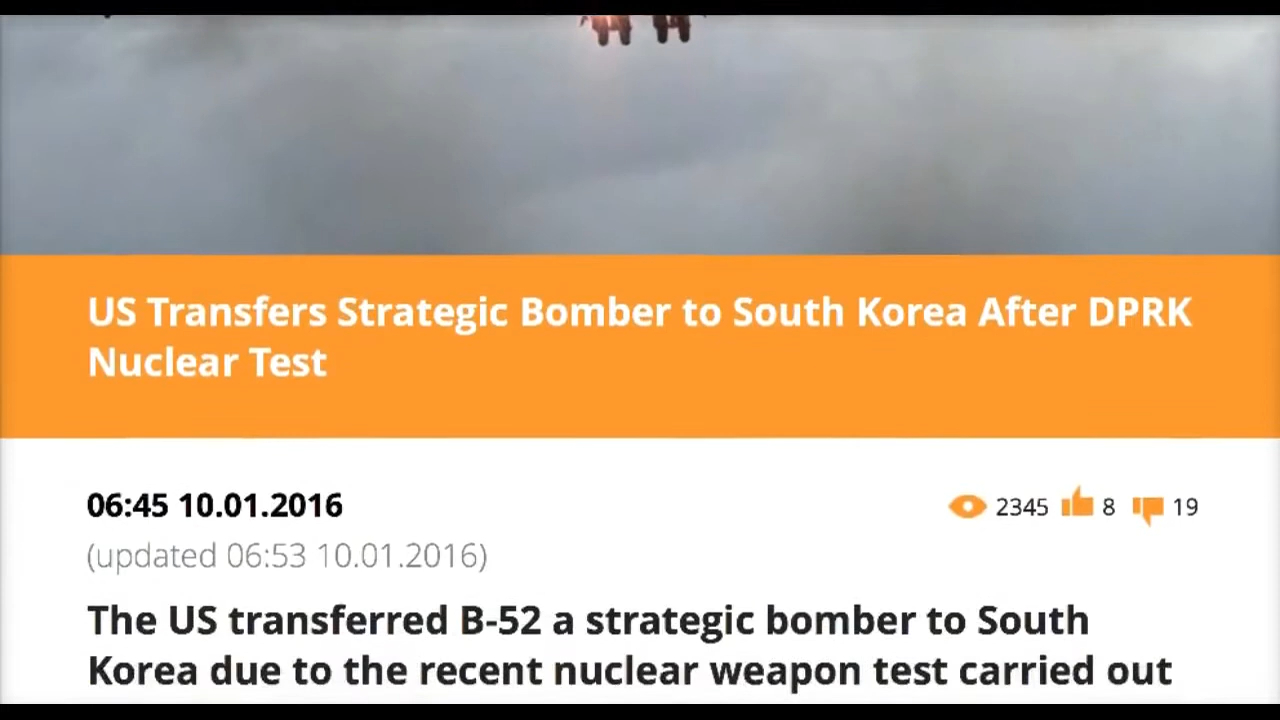 US Transfers Strategic Bomber to South Korea After DPRK
Nuclear Test
06:45 10.01.2016
2345 8 19
(updated 06:53 10.01.2016)
The US transferred B-52 a strategic bomber to South
Korea due to the recent nuclear weapon test carried out